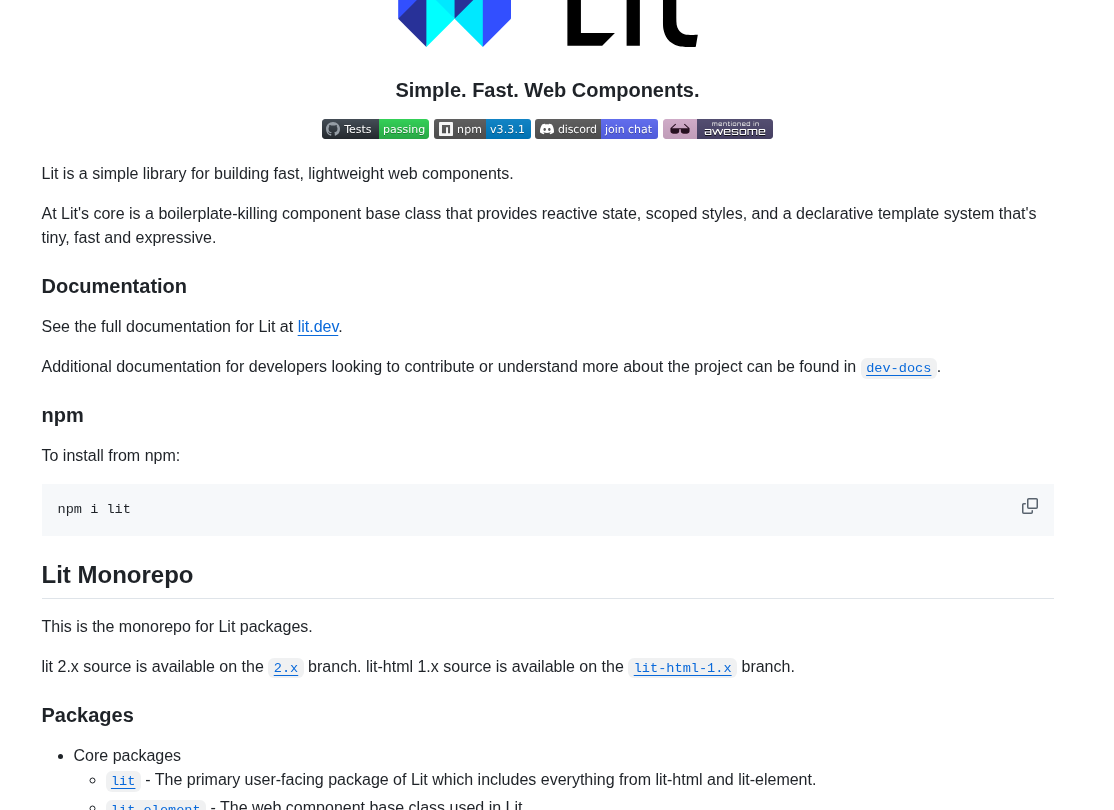 Lit
Simple. Fast. Web Components.
Tests passing npm v3.3.1 discord join chat mentioned in awesome
Lit is a simple library for building fast, lightweight web components.
At Lit's core is a boilerplate-killing component base class that provides reactive state, scoped styles, and a declarative template system that's
tiny, fast and expressive.
Documentation
See the full documentation for Lit at lit.dev.
Additional documentation for developers looking to contribute or understand more about the project can be found in dev-docs.
npm
To install from npm:
npm i lit
Lit Monorepo
This is the monorepo for Lit packages.
lit 2.x source is available on the 2.x branch. lit-html 1.x source is available on the lit-html-1.x branch.
Packages
• Core packages
◦ lit - The primary user-facing package of Lit which includes everything from lit-html and lit-element.
◦ lit-element - The web component base class used in Lit.